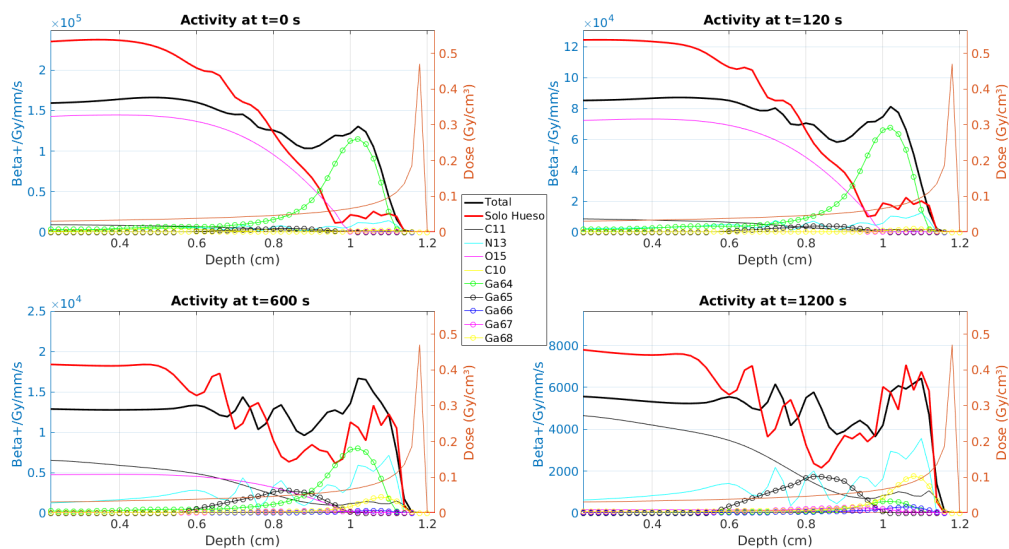 Activity at t=0 s
×10⁵
Beta+/Gy/mm/s
2
1.5
1
0.5
0
0.4
0.6
0.8
1
1.2
Depth (cm)
0.5
0.4
0.3
0.2
0.1
0
Dose (Gy/cm³)
Activity at t=120 s
×10⁴
Beta+/Gy/mm/s
12
10
8
6
4
2
0
0.4
0.6
0.8
1
1.2
Depth (cm)
0.5
0.4
0.3
0.2
0.1
0
Dose (Gy/cm³)
Total
Solo Hueso
C11
N13
O15
C10
Ga64
Ga65
Ga66
Ga67
Ga68
Activity at t=600 s
×10⁴
Beta+/Gy/mm/s
2.5
2
1.5
1
0.5
0
0.4
0.6
0.8
1
1.2
Depth (cm)
0.5
0.4
0.3
0.2
0.1
0
Dose (Gy/cm³)
Activity at t=1200 s
Beta+/Gy/mm/s
8000
6000
4000
2000
0
0.4
0.6
0.8
1
1.2
Depth (cm)
0.5
0.4
0.3
0.2
0.1
0
Dose (Gy/cm³)